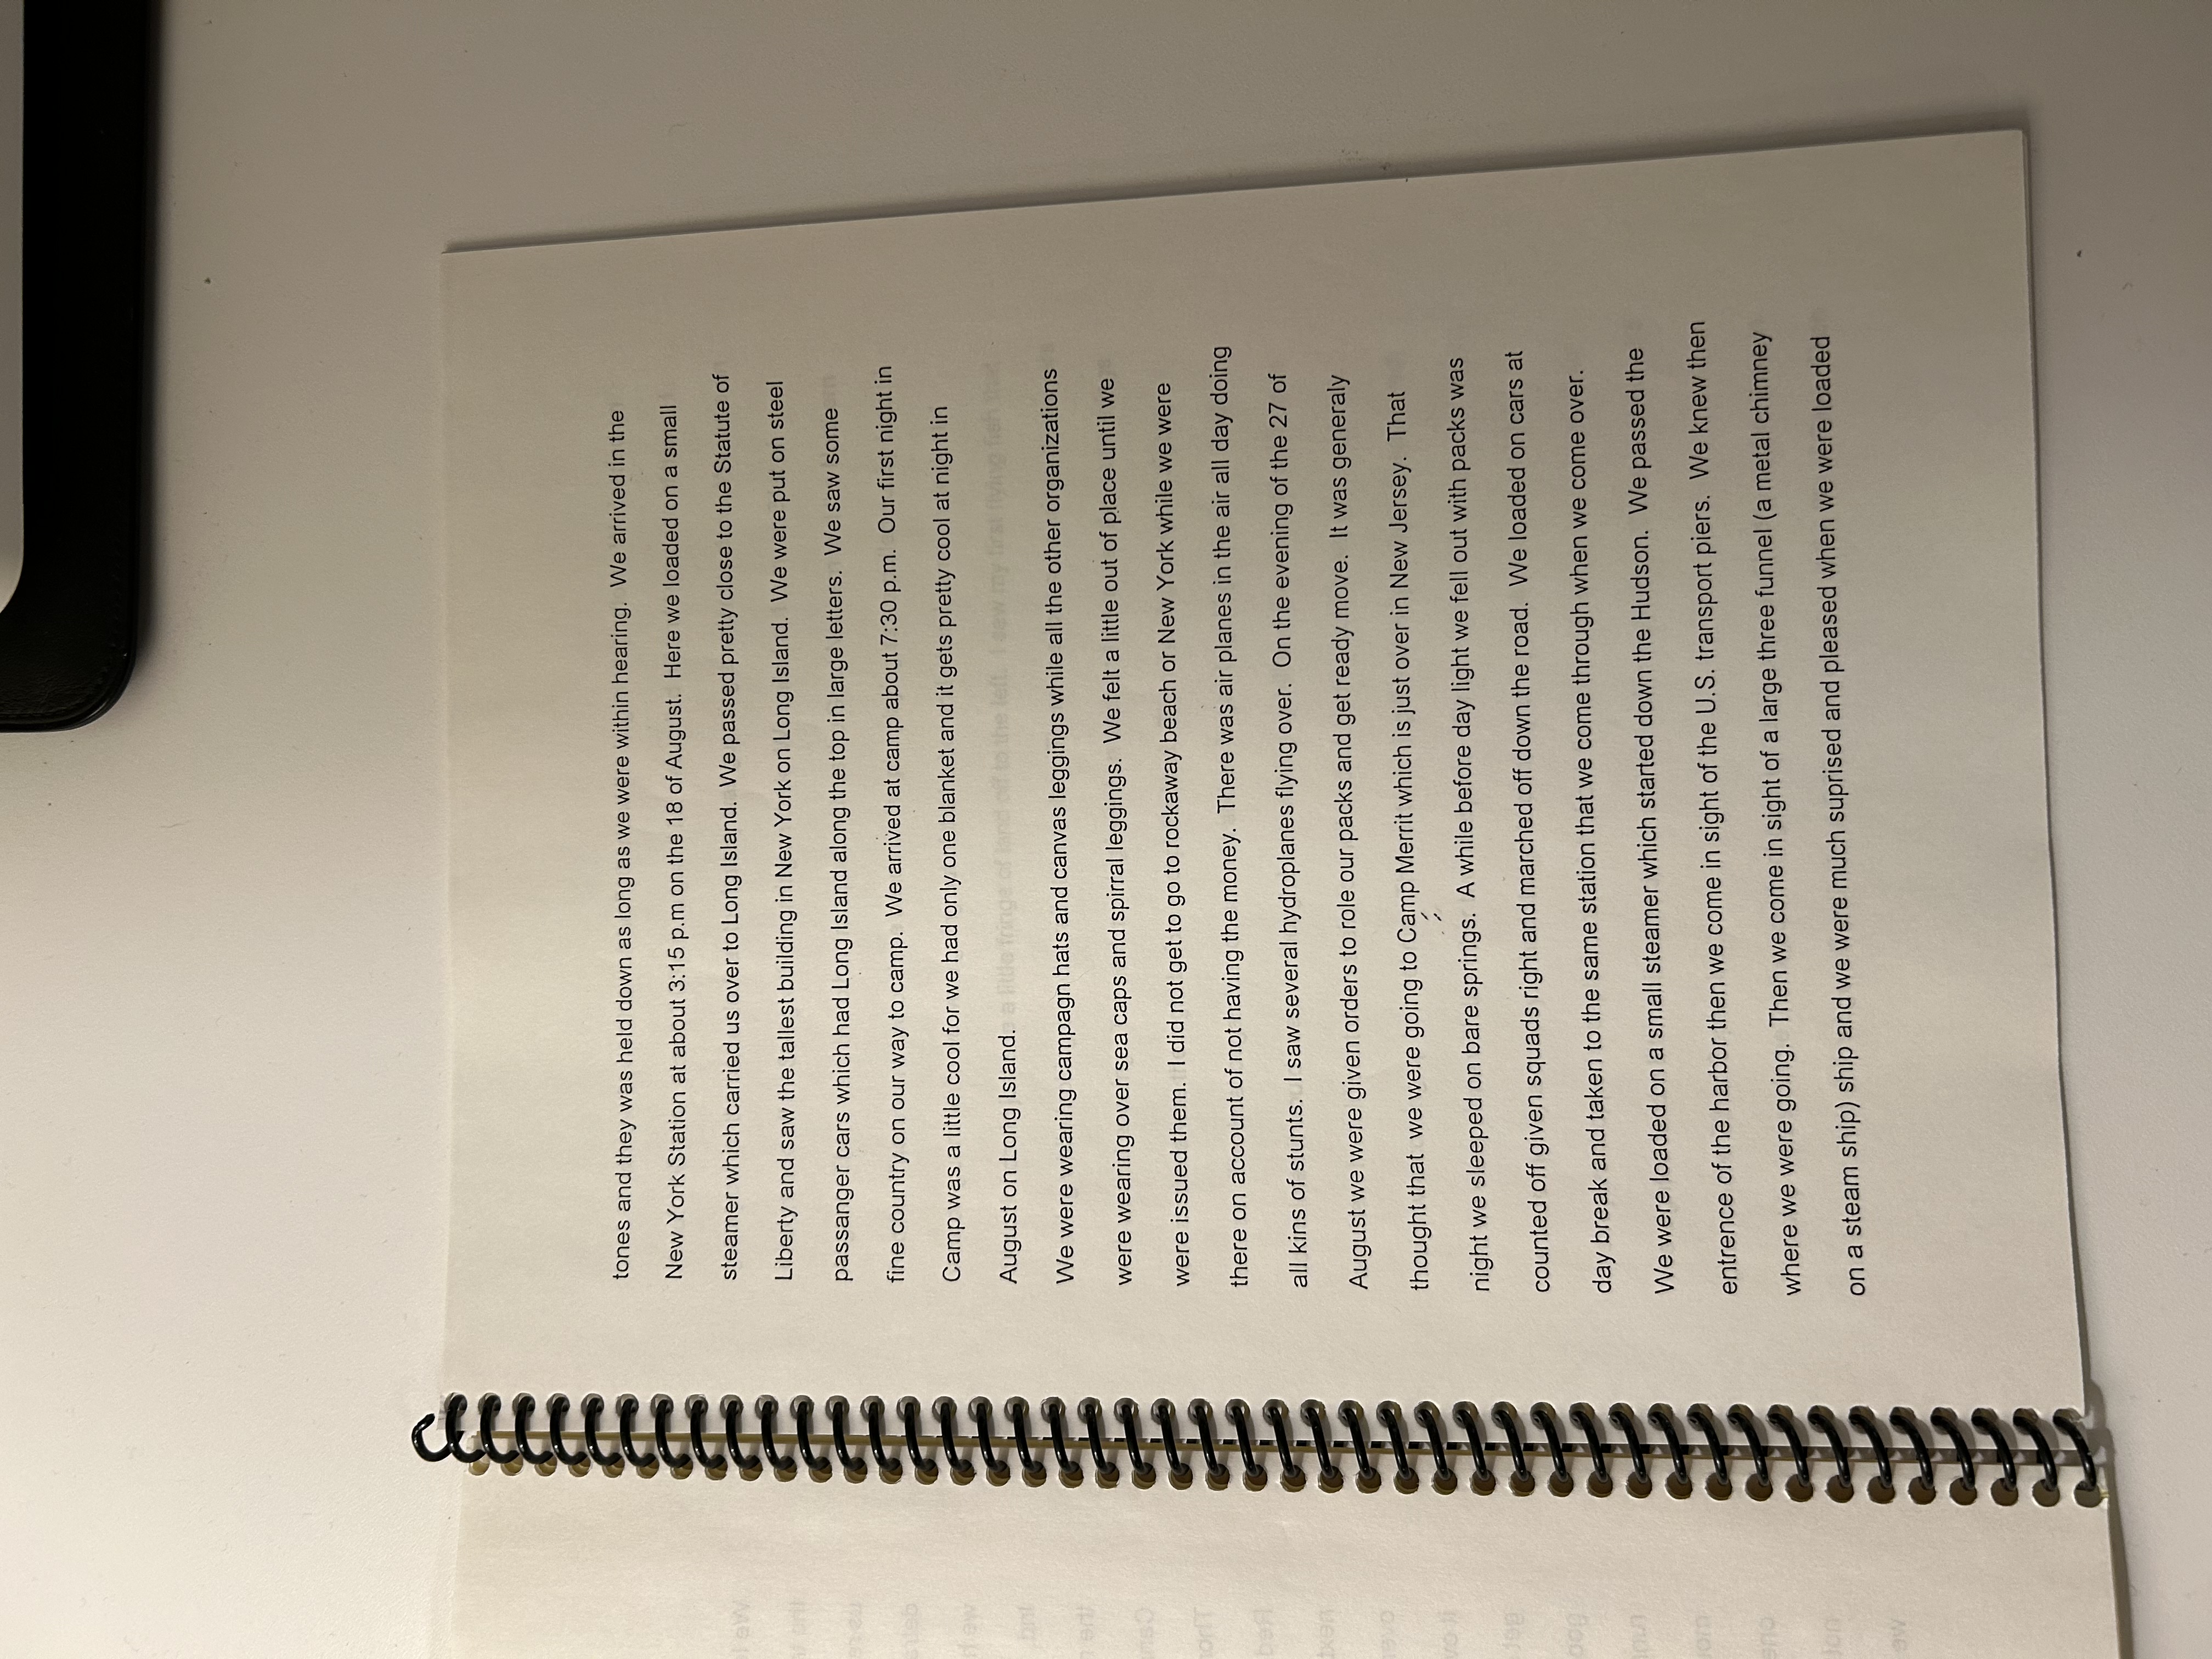 tones and they was held down as long as we were within hearing.  We arrived in the
New York Station at about 3:15 p.m on the 18 of August.  Here we loaded on a small
steamer which carried us over to Long Island.  We passed pretty close to the Statute of
Liberty and saw the tallest building in New York on Long Island.  We were put on steel
passanger cars which had Long Island along the top in large letters.  We saw some
fine country on our way to camp.  We arrived at camp about 7:30 p.m.  Our first night in
Camp was a little cool for we had only one blanket and it gets pretty cool at night in
August on Long Island.
We were wearing campagn hats and canvas leggings while all the other organizations
were wearing over sea caps and spirral leggings.  We felt a little out of place until we
were issued them.  I did not get to go to rockaway beach or New York while we were
there on account of not having the money.  There was air planes in the air all day doing
all kins of stunts.  I saw several hydroplanes flying over.  On the evening of the 27 of
August we were given orders to role our packs and get ready move.  It was generaly
thought that  we were going to Camp Merrit which is just over in New Jersey.  That
night we sleeped on bare springs.  A while before day light we fell out with packs was
counted off given squads right and marched off down the road.  We loaded on cars at
day break and taken to the same station that we come through when we come over.
We were loaded on a small steamer which started down the Hudson.  We passed the
entrence of the harbor then we come in sight of the U.S. transport piers.  We knew then
where we were going.  Then we come in sight of a large three funnel (a metal chimney
on a steam ship) ship and we were much suprised and pleased when we were loaded